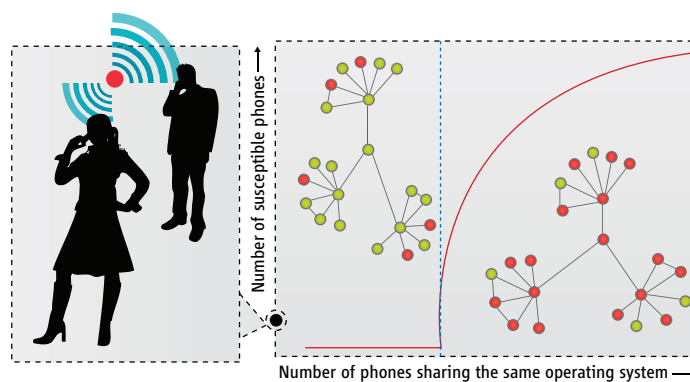 Number of susceptible phones
Number of phones sharing the same operating system